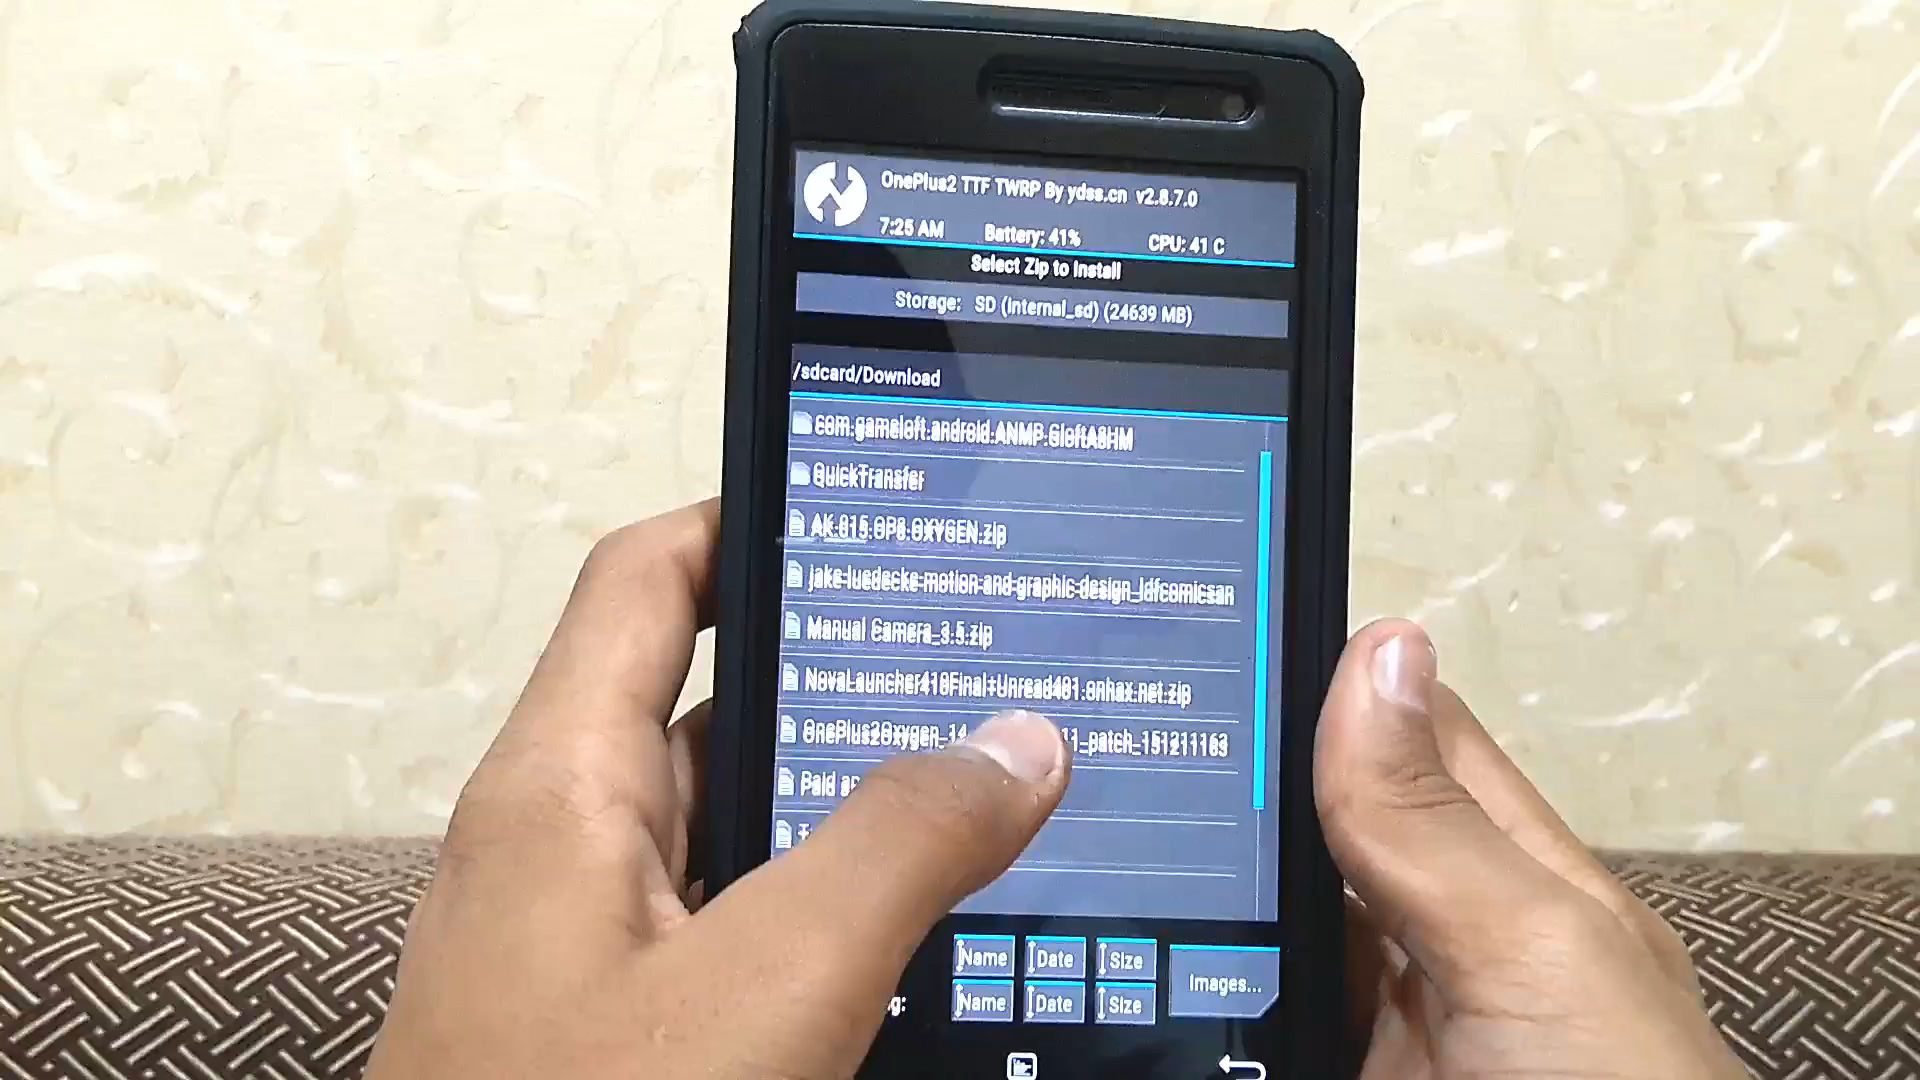 OnePlus2 TTF TWRP By ydss.cn v2.8.7.0
7:25 AM Battery: 41% CPU: 41 C
Select Zip to Install
Storage: SD (internal_sd) (24639 MB)
/sdcard/Download
com.gameloft.android.ANMP.GloftA8HM
QuickTransfer
AK.015.OP2.OXYGEN.zip
jake-luedecke-motion-and-graphic-design_ldfcomicsan
Manual Camera_3.5.zip
NovaLauncher410Final+Unread401.onhax.net.zip
OnePlus2Oxygen_14 11_patch_151211163
Paid
Name Date Size
Images...
Name Date Size